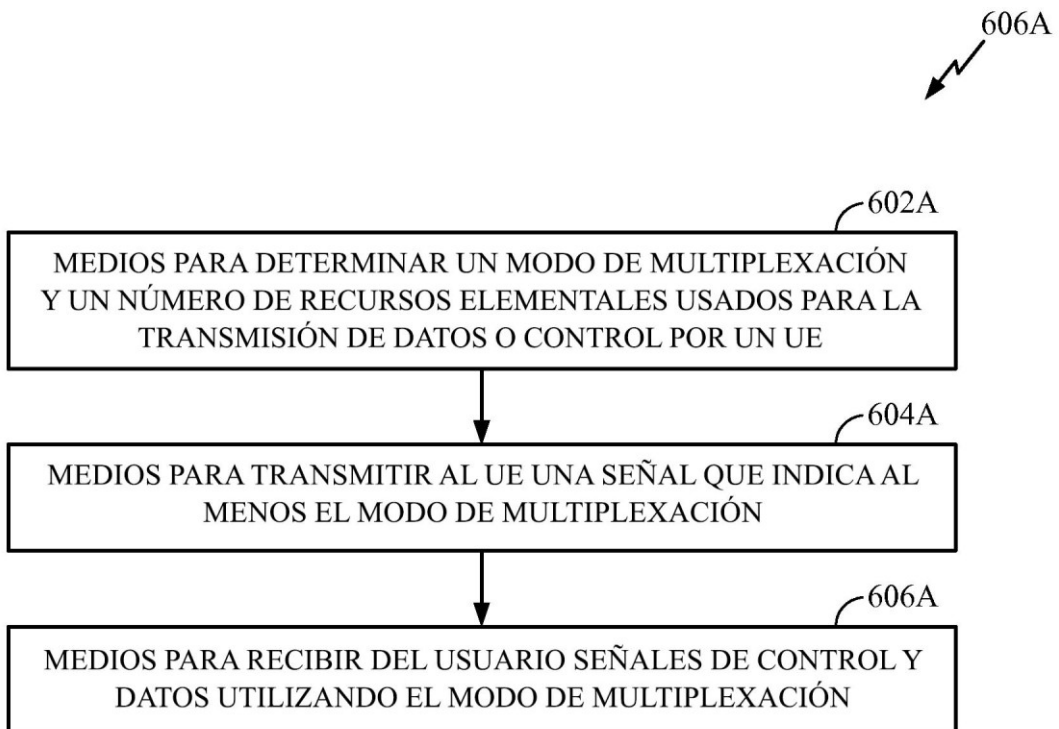 606A
602A
MEDIOS PARA DETERMINAR UN MODO DE MULTIPLEXACIÓN
Y UN NÚMERO DE RECURSOS ELEMENTALES USADOS PARA LA
TRANSMISIÓN DE DATOS O CONTROL POR UN UE
604A
MEDIOS PARA TRANSMITIR AL UE UNA SEÑAL QUE INDICA AL
MENOS EL MODO DE MULTIPLEXACIÓN
606A
MEDIOS PARA RECIBIR DEL USUARIO SEÑALES DE CONTROL Y
DATOS UTILIZANDO EL MODO DE MULTIPLEXACIÓN